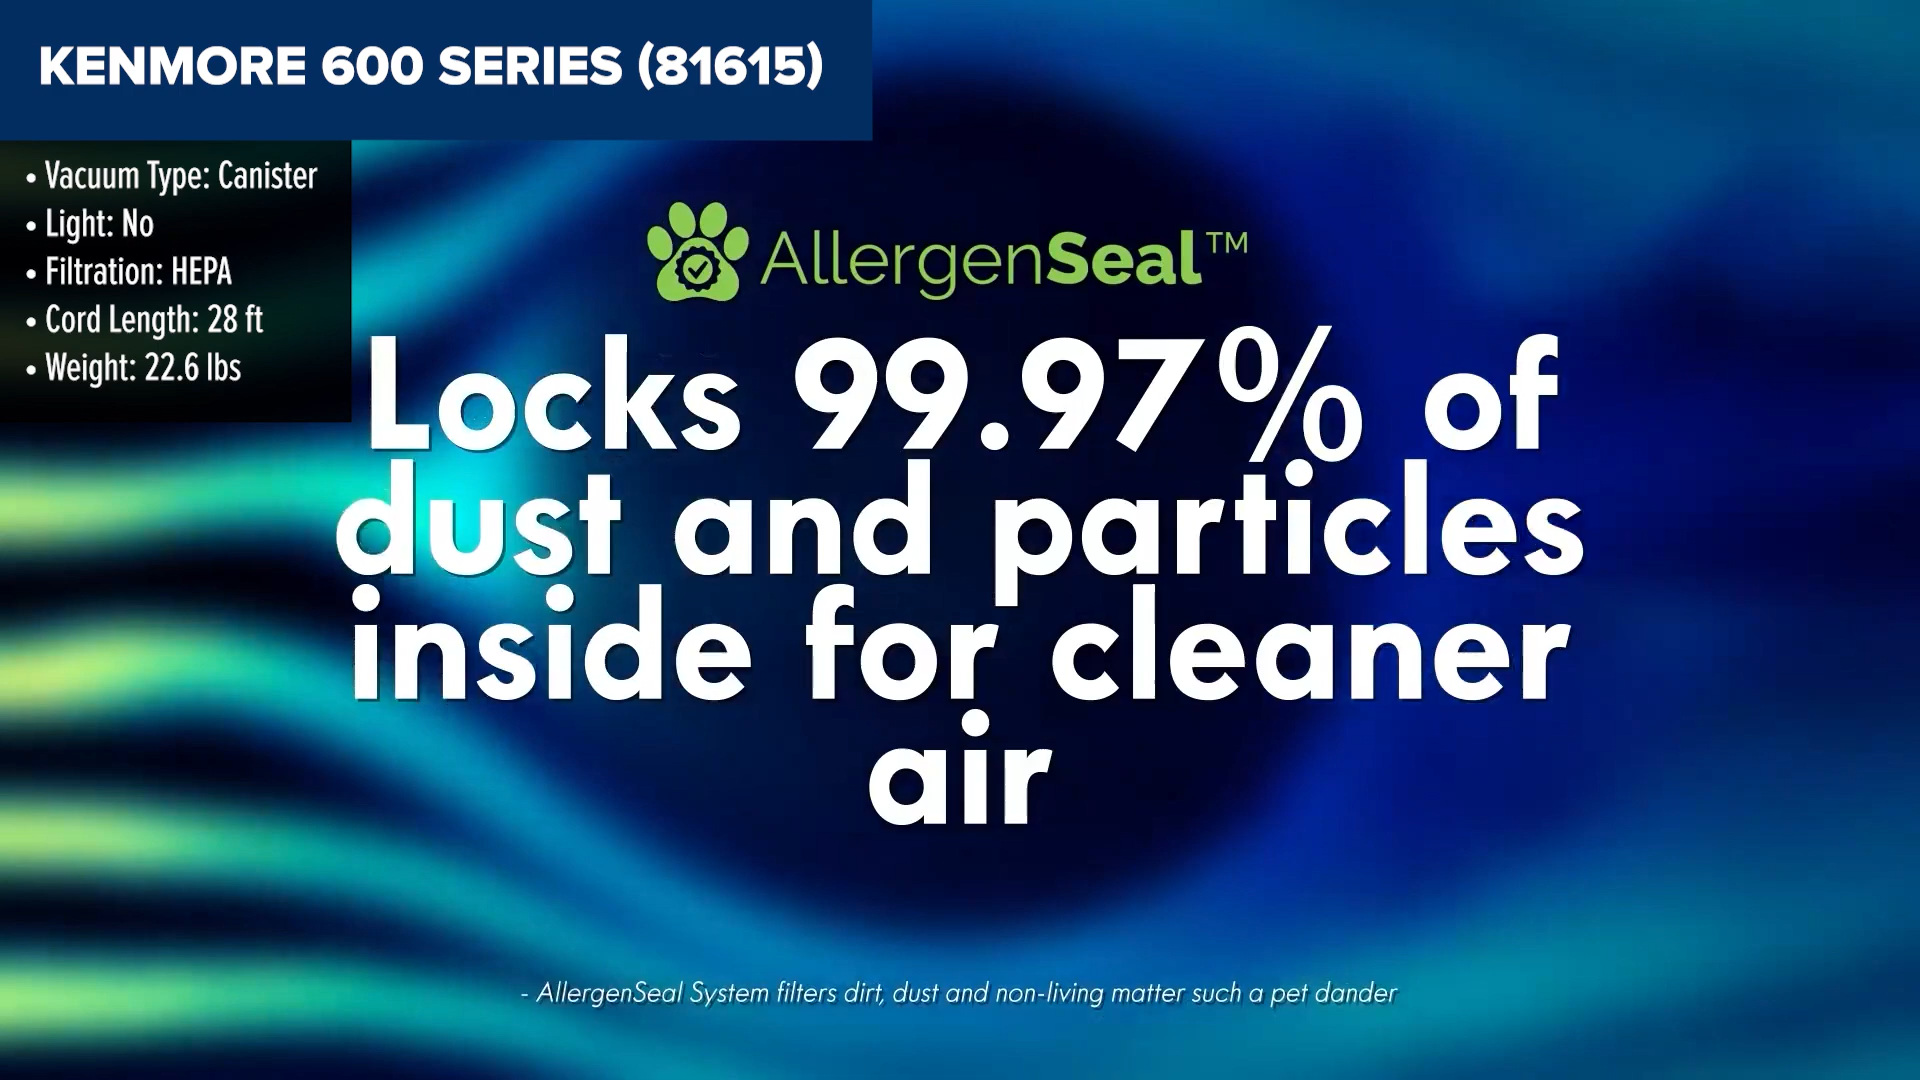 KENMORE 600 SERIES (81615)
• Vacuum Type: Canister
• Light: No
• Filtration: HEPA
• Cord Length: 28 ft
• Weight: 22.6 lbs
AllergenSeal™
Locks 99.97% of
dust and particles
inside for cleaner
air
- AllergenSeal System filters dirt, dust and non-living matter such a pet dander